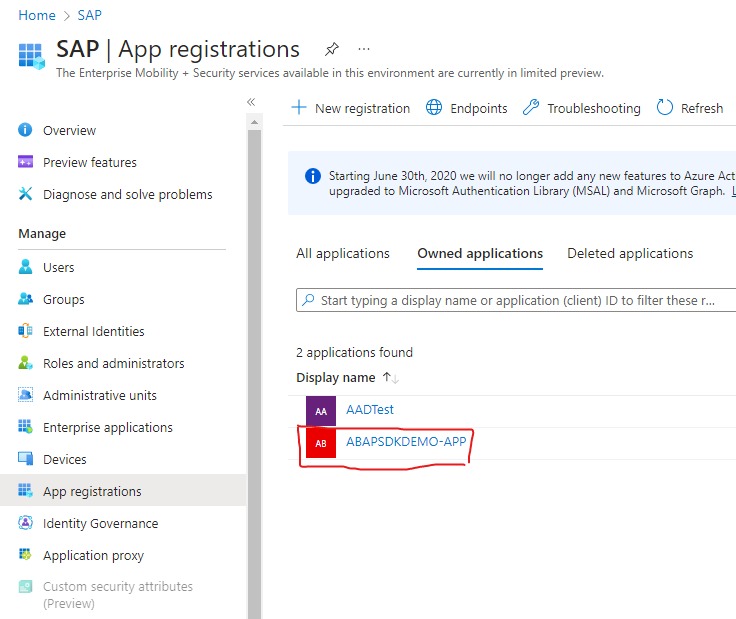 Home > SAP
SAP | App registrations
...
The Enterprise Mobility + Security services available in this environment are currently in limited preview.
«
Overview
Preview features
Diagnose and solve problems
Manage
Users
Groups
External Identities
Roles and administrators
Administrative units
Enterprise applications
Devices
App registrations
Identity Governance
Application proxy
Custom security attributes
(Preview)
New registration Endpoints Troubleshooting Refresh
Starting June 30th, 2020 we will no longer add any new features to Azure Act
upgraded to Microsoft Authentication Library (MSAL) and Microsoft Graph.
All applications Owned applications Deleted applications
Start typing a display name or application (client) ID to filter these r...
2 applications found
Display name ↑↓
AA AADTest
AB ABAPSDKDEMO-APP